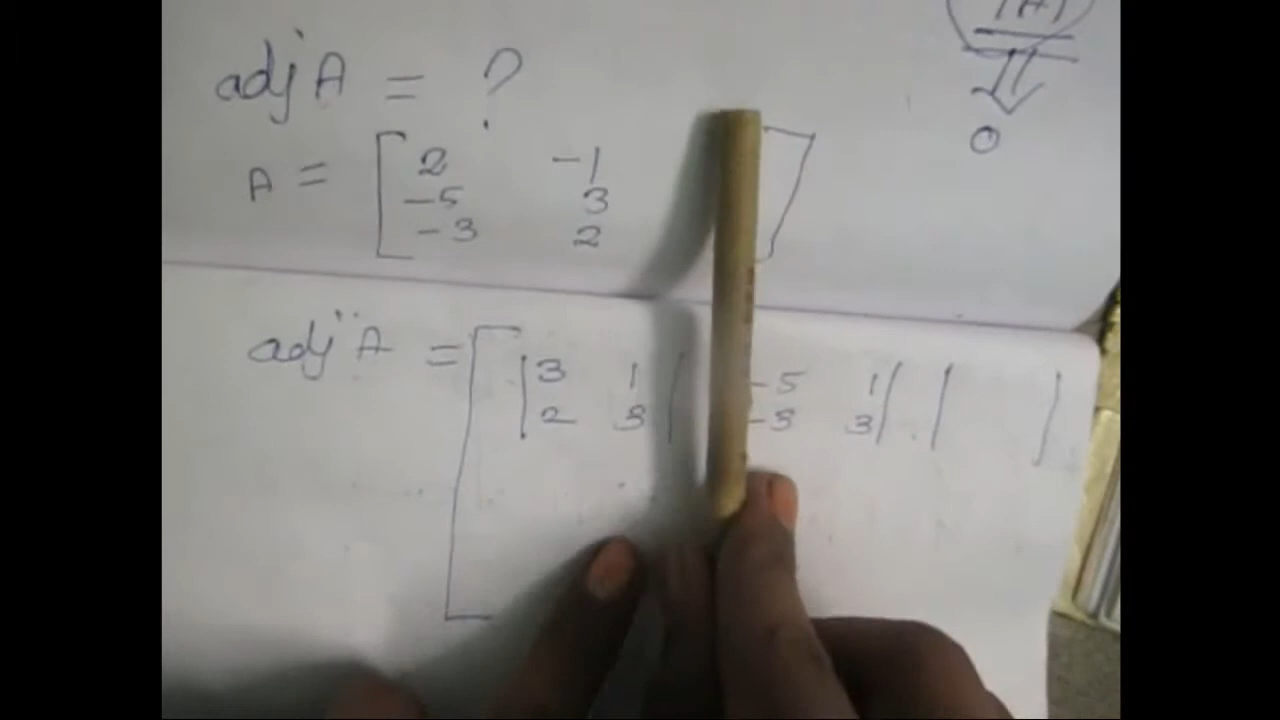 |A|
adj A = ?
0
A = [ 2 -1 ]
-5 3
-3 2
adj A = [ | 3 1 | -5 1 | | |
2 3 -3 3